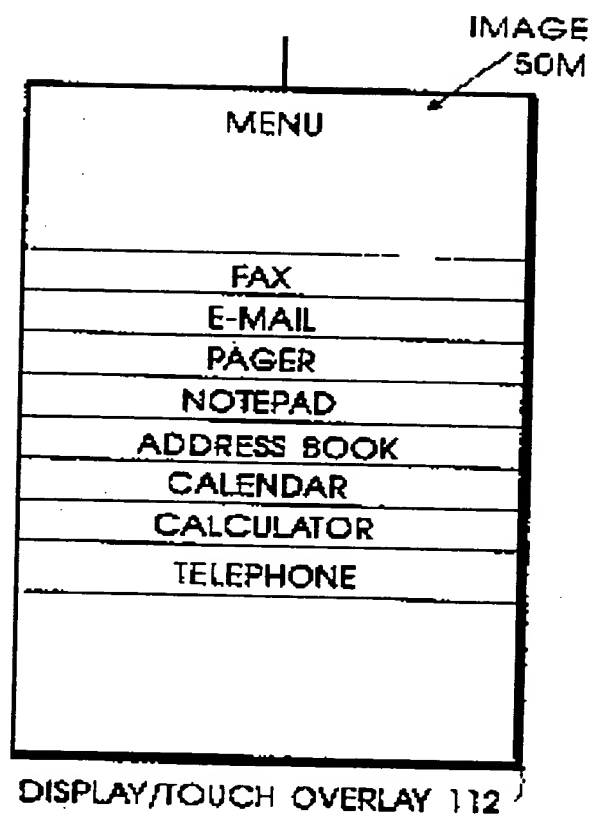 IMAGE
50M
MENU
FAX
E-MAIL
PAGER
NOTEPAD
ADDRESS BOOK
CALENDAR
CALCULATOR
TELEPHONE
DISPLAY/TOUCH OVERLAY 112